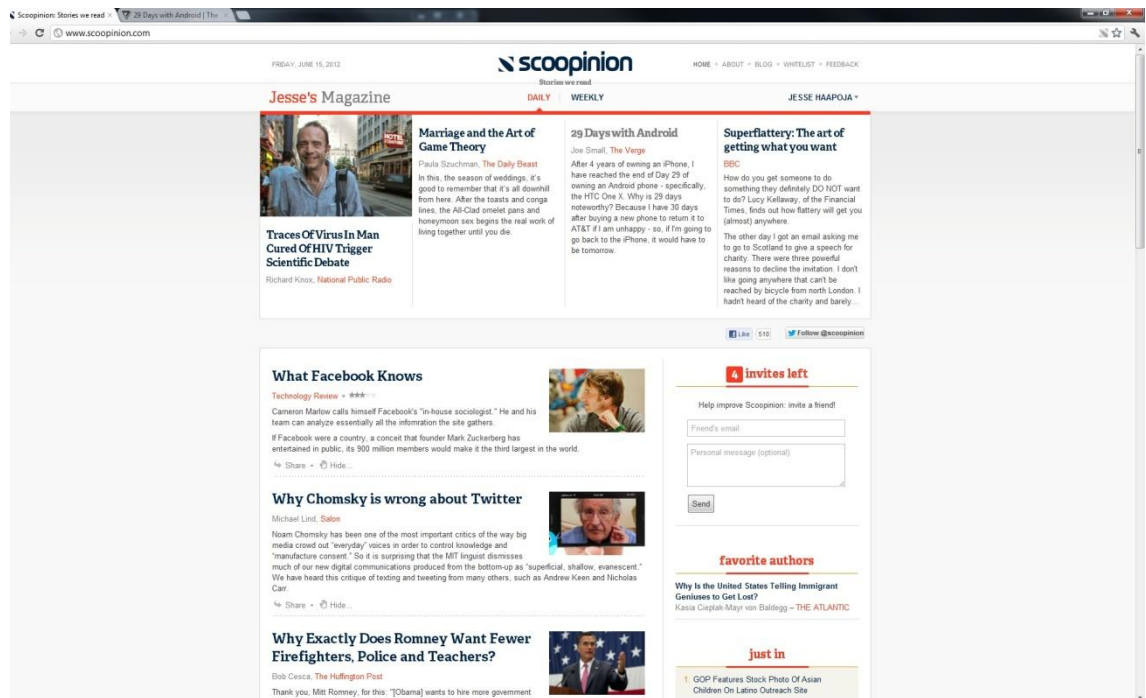 Scoopinion: Stories we read
29 Days with Android | The
www.scoopinion.com
FRIDAY, JUNE 15, 2012
scoopinion
Stories we read
HOME • ABOUT • BLOG • WHITELIST • FEEDBACK
Jesse's Magazine
DAILY
WEEKLY
JESSE HAAPOJA
HOTEL
Traces Of Virus In Man
Cured Of HIV Trigger
Scientific Debate
Richard Knox, National Public Radio
Marriage and the Art of
Game Theory
Paula Szuchman, The Daily Beast
In this, the season of weddings, it's
good to remember that it's all downhill
from here. After the toasts and conga
lines, the All-Clad omelet pans and
honeymoon sex begins the real work of
living together until you die.
29 Days with Android
Joe Small, The Verge
After 4 years of owning an iPhone, I
have reached the end of Day 29 of
owning an Android phone - specifically,
the HTC One X. Why is 29 days
noteworthy? Because I have 30 days
after buying a new phone to return it to
AT&T if I am unhappy - so, if I'm going to
go back to the iPhone, it would have to
be tomorrow.
Superflattery: The art of
getting what you want
BBC
How do you get someone to do
something they definitely DO NOT want
to do? Lucy Kellaway, of the Financial
Times, finds out how flattery will get you
(almost) anywhere.
The other day I got an email asking me
to go to Scotland to give a speech for
charity. There were three powerful
reasons to decline the invitation. I don't
like going anywhere that can't be
reached by bicycle from north London. I
hadn't heard of the charity and barely...
Like 510
Follow @scoopinion
What Facebook Knows
Technology Review
Cameron Marlow calls himself Facebook's "in-house sociologist." He and his
team can analyze essentially all the infomration the site gathers.
If Facebook were a country, a conceit that founder Mark Zuckerberg has
entertained in public, its 900 million members would make it the third largest in the world.
Share • Hide...
Why Chomsky is wrong about Twitter
Michael Lind, Salon
Noam Chomsky has been one of the most important critics of the way big
media crowd out "everyday" voices in order to control knowledge and
"manufacture consent." So it is surprising that the MIT linguist dismisses
much of our new digital communications produced from the bottom-up as "superficial, shallow, evanescent."
We have heard this critique of texting and tweeting from many others, such as Andrew Keen and Nicholas
Carr.
Share • Hide...
Why Exactly Does Romney Want Fewer
Firefighters, Police and Teachers?
Bob Cesca, The Huffington Post
Thank you, Mitt Romney, for this: "[Obama] wants to hire more government
4 invites left
Help improve Scoopinion: invite a friend!
Friend's email
Personal message (optional)
Send
favorite authors
Why Is the United States Telling Immigrant
Geniuses to Get Lost?
Kasia Cieplak-Mayr von Baldegg – THE ATLANTIC
just in
1. GOP Features Stock Photo Of Asian
Children On Latino Outreach Site